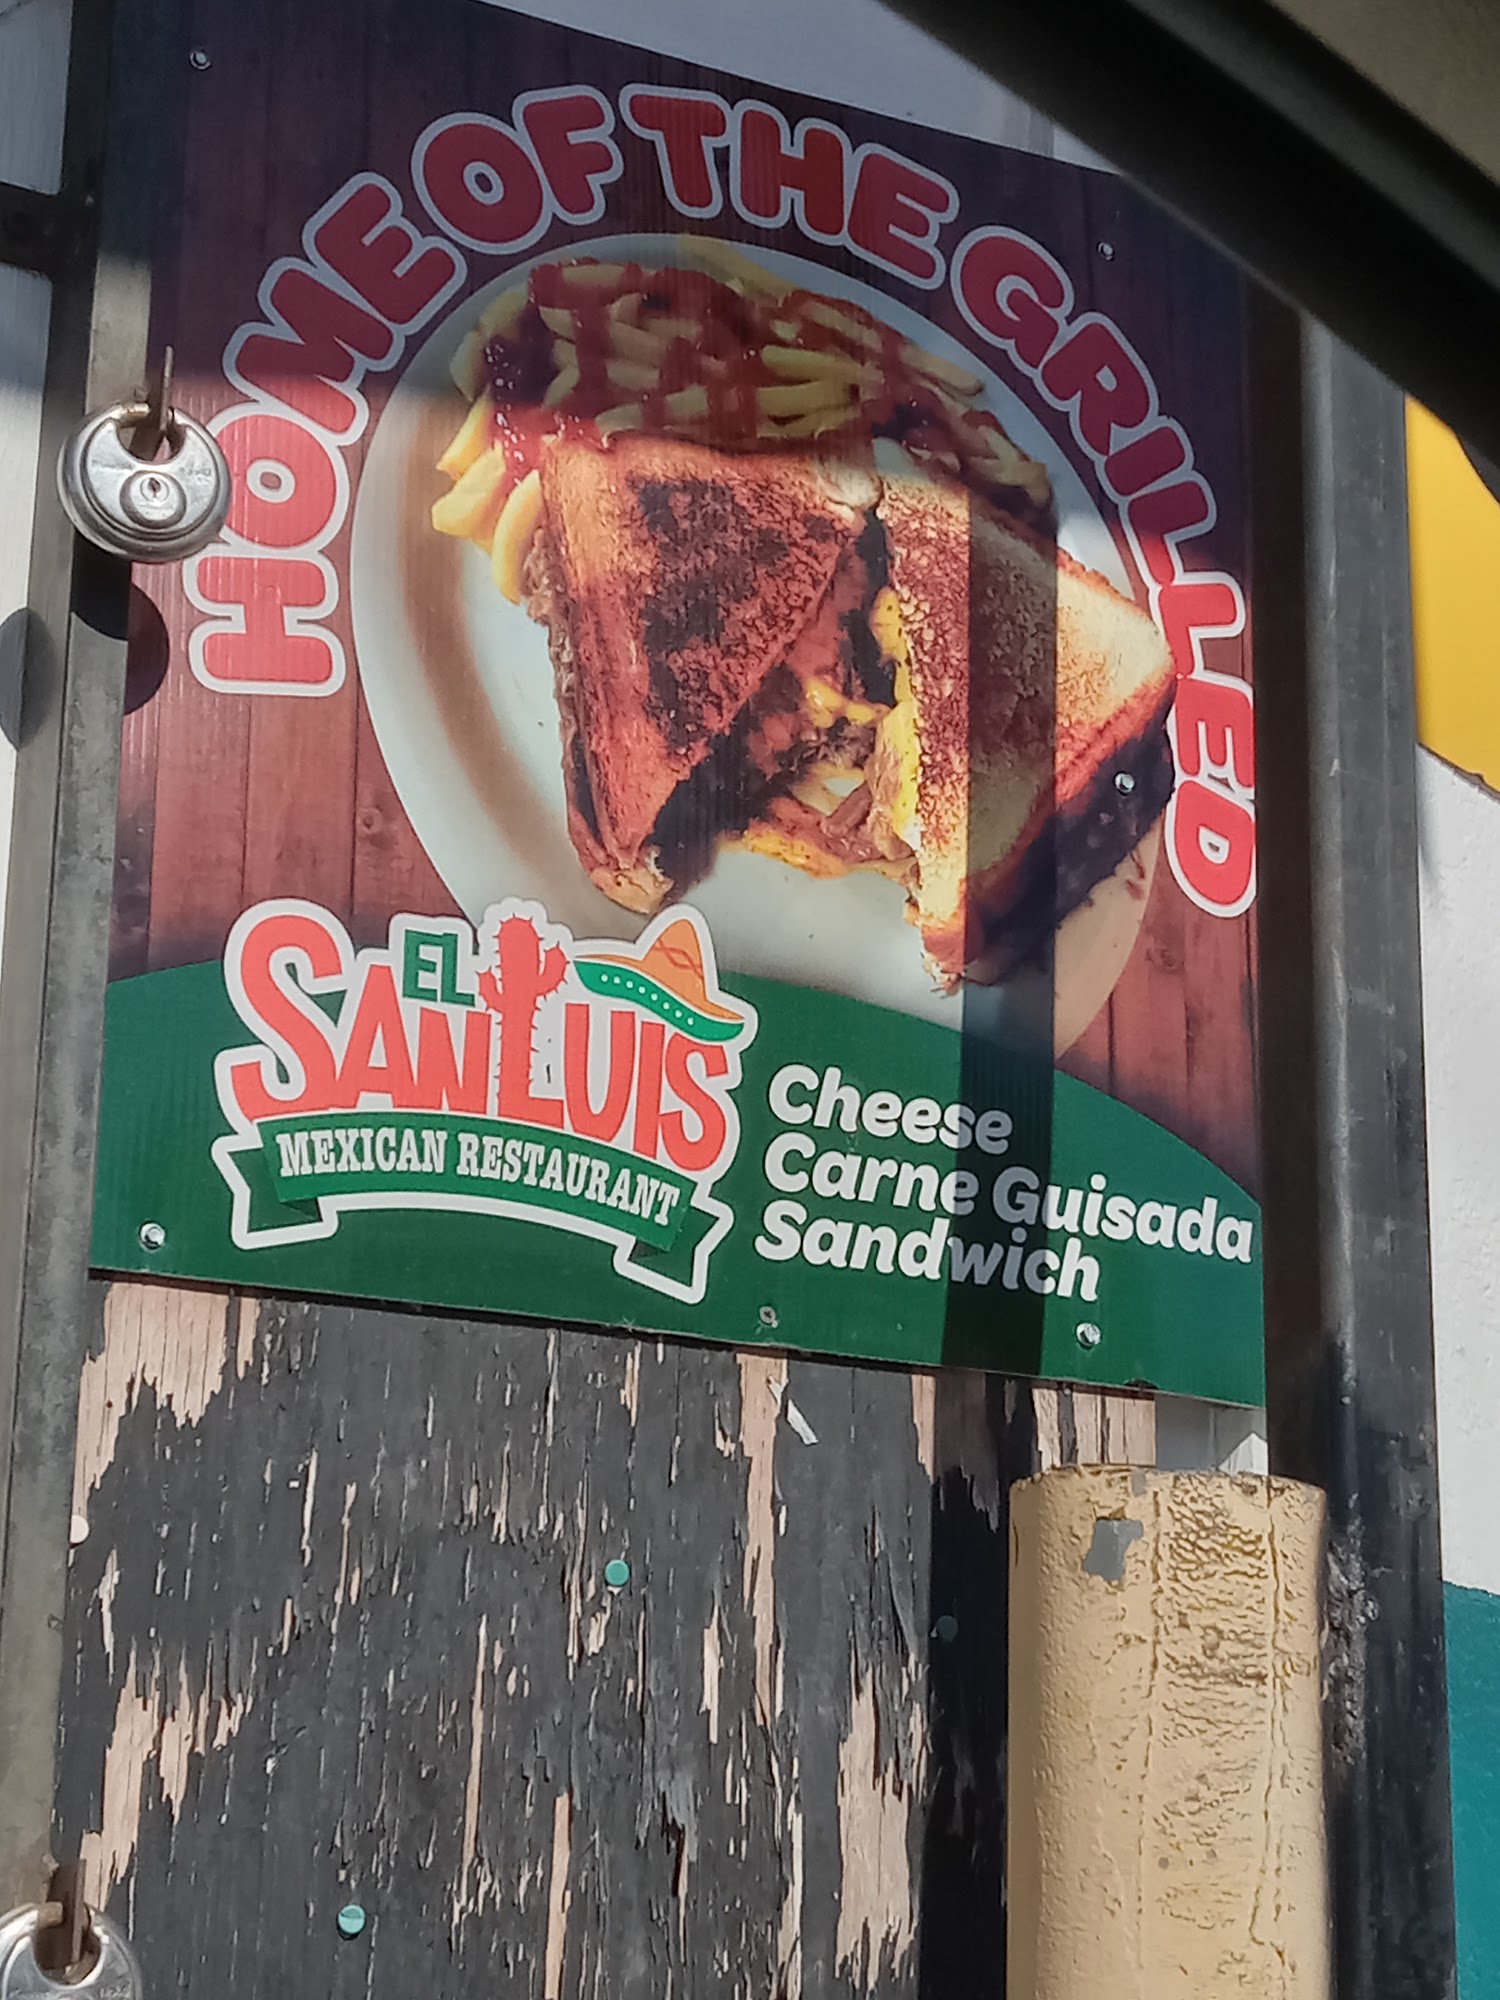 HOME OF THE GRILLED
EL
SAN LUIS
MEXICAN RESTAURANT
Cheese
Carne Guisada
Sandwich